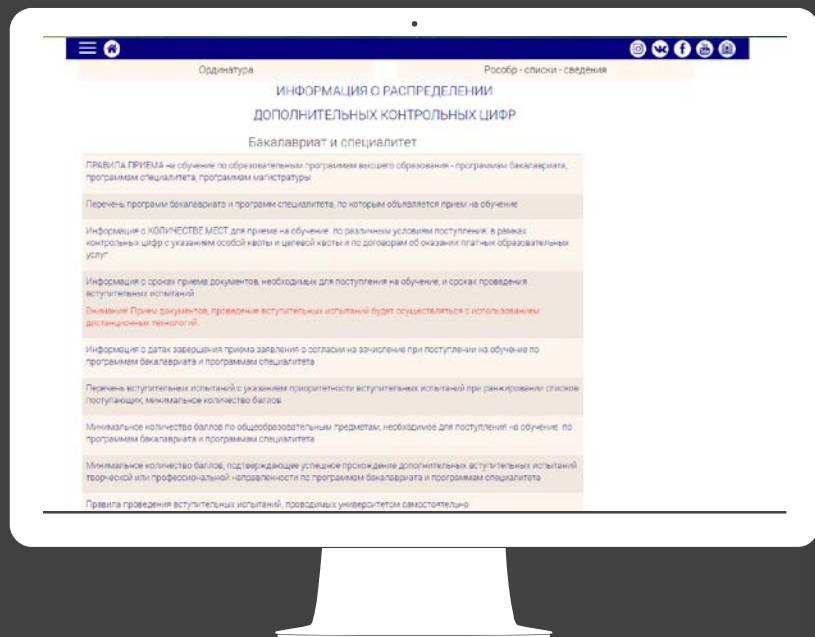 Ординатура
Рособр - списки - сведения
ИНФОРМАЦИЯ О РАСПРЕДЕЛЕНИИ
ДОПОЛНИТЕЛЬНЫХ КОНТРОЛЬНЫХ ЦИФР
Бакалавриат и специалитет
ПРАВИЛА ПРИЕМА на обучение по образовательным программам высшего образования - программам бакалавриата,
программам специалитета, программам магистратуры
Перечень программ бакалавриата и программ специалитета, по которым объявляется прием на обучение
Информация о КОЛИЧЕСТВЕ МЕСТ для приема на обучение по различным условиям поступления: в рамках
контрольных цифр с указанием особой квоты и целевой квоты и по договорам об оказании платных образовательных
услуг
Информация о сроках приема документов, необходимых для поступления на обучение, и сроках проведения
вступительных испытаний
Внимание! Прием документов, проведение вступительных испытаний будет осуществляться с использованием
дистанционных технологий.
Информация о датах завершения приема заявления о согласии на зачисление при поступлении на обучение по
программам бакалавриата и программам специалитета
Перечень вступительных испытаний с указанием приоритетности вступительных испытаний при ранжировании списков
поступающих, минимальное количество баллов
Минимальное количество баллов по общеобразовательным предметам, необходимое для поступления на обучение по
программам бакалавриата и программам специалитета
Минимальное количество баллов, подтверждающие успешное прохождение дополнительных вступительных испытаний
творческой или профессиональной направленности по программам бакалавриата и программам специалитета
Правила проведения вступительных испытаний, проводимых университетом самостоятельно